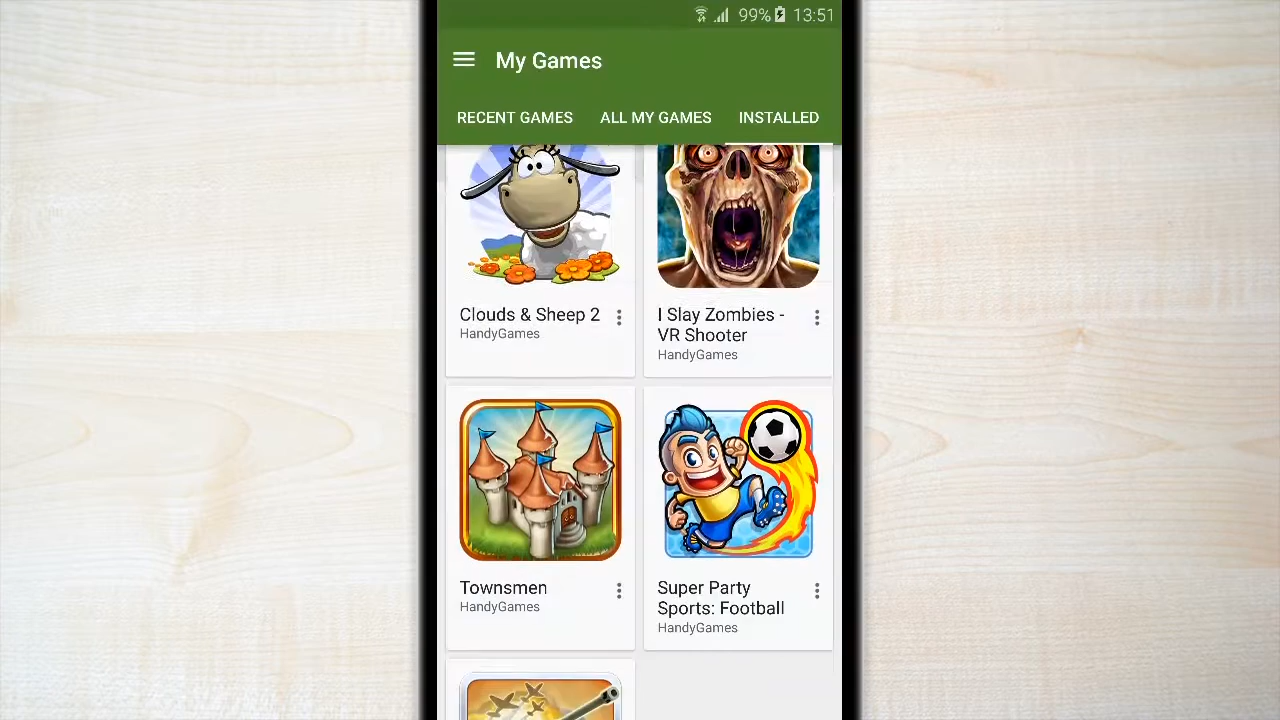 99% 13:51
My Games
RECENT GAMES ALL MY GAMES INSTALLED
Clouds & Sheep 2
HandyGames
I Slay Zombies -
VR Shooter
HandyGames
Townsmen
HandyGames
Super Party
Sports: Football
HandyGames